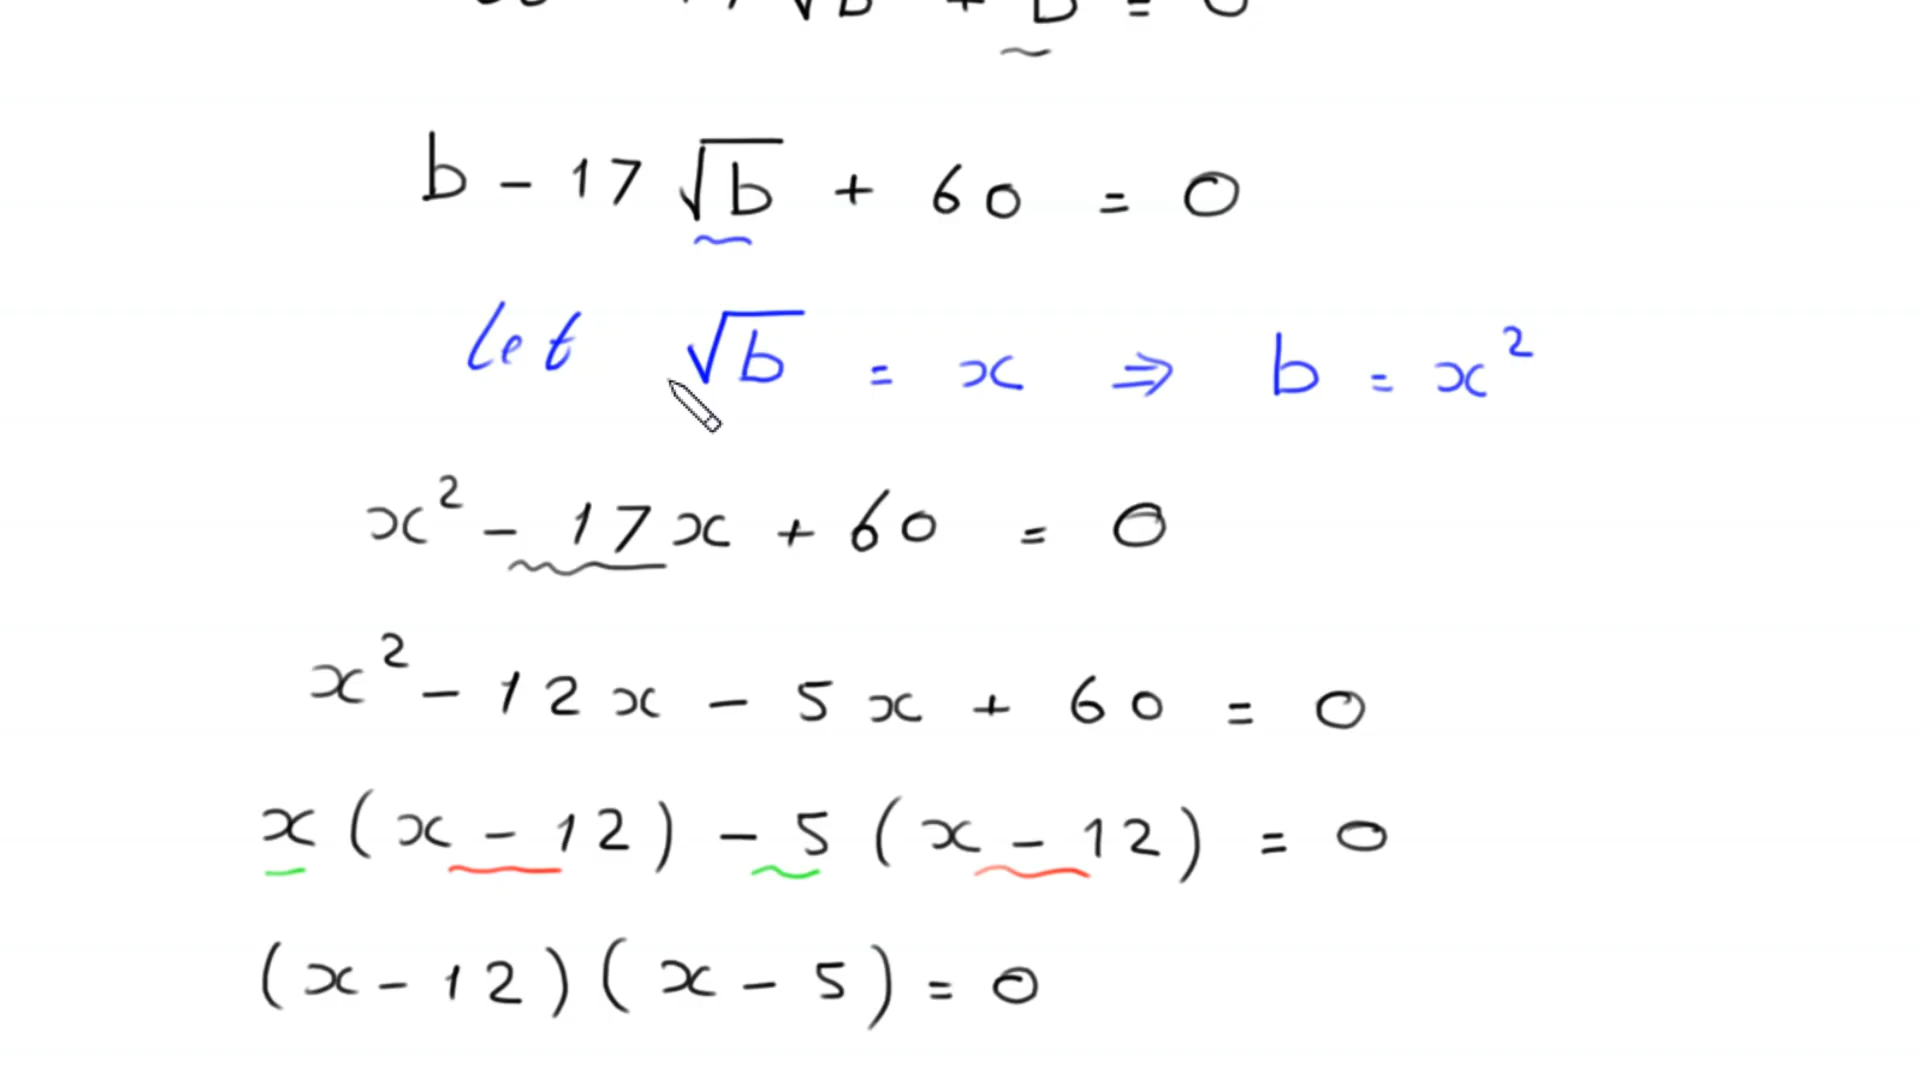 b = 0
b - 17 √b + 60 = 0
Let √b = x ⇒ b = x²
x² - 17x + 60 = 0
x² - 12x - 5x + 60 = 0
x (x - 12) - 5 (x - 12) = 0
(x - 12) (x - 5) = 0